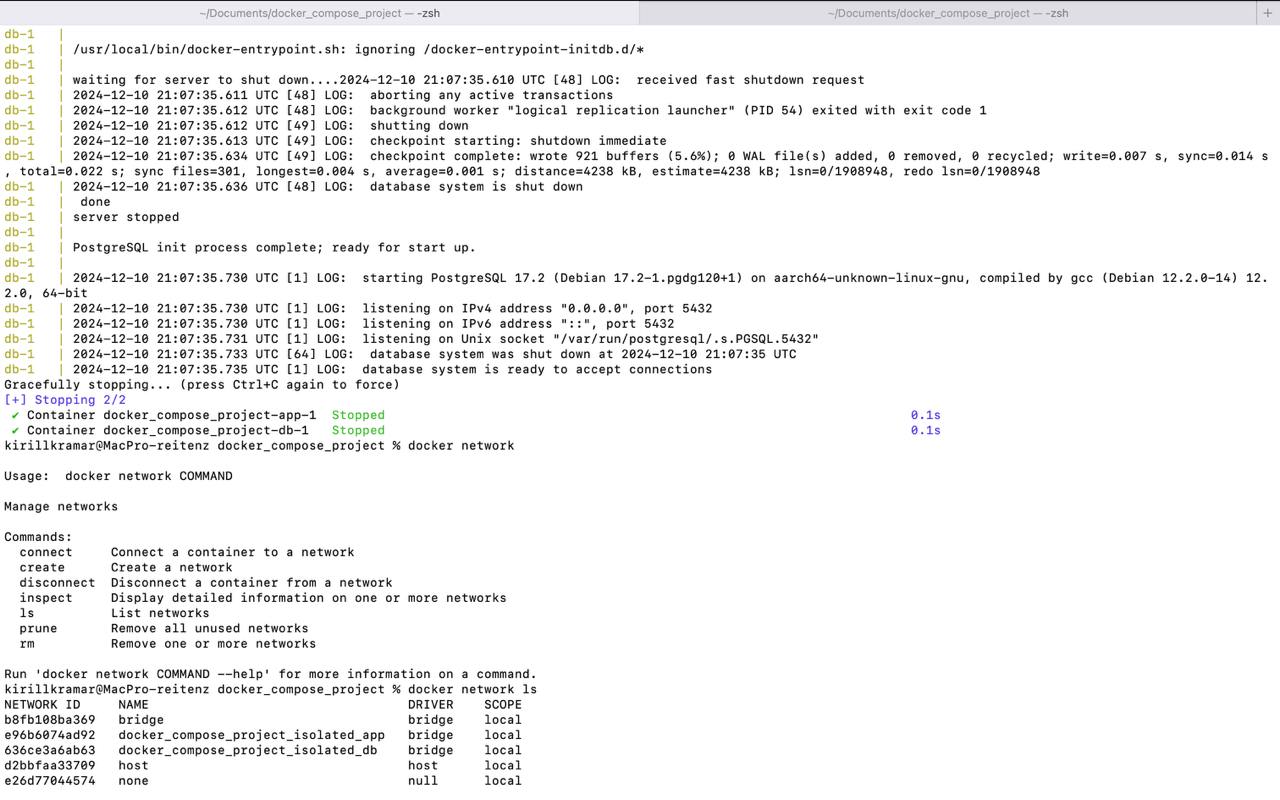 ~/Documents/docker_compose_project — -zsh
~/Documents/docker_compose_project — -zsh
+
db-1   |
db-1   | /usr/local/bin/docker-entrypoint.sh: ignoring /docker-entrypoint-initdb.d/*
db-1   |
db-1   | waiting for server to shut down....2024-12-10 21:07:35.610 UTC [48] LOG:  received fast shutdown request
db-1   | 2024-12-10 21:07:35.611 UTC [48] LOG:  aborting any active transactions
db-1   | 2024-12-10 21:07:35.612 UTC [48] LOG:  background worker "logical replication launcher" (PID 54) exited with exit code 1
db-1   | 2024-12-10 21:07:35.612 UTC [49] LOG:  shutting down
db-1   | 2024-12-10 21:07:35.613 UTC [49] LOG:  checkpoint starting: shutdown immediate
db-1   | 2024-12-10 21:07:35.634 UTC [49] LOG:  checkpoint complete: wrote 921 buffers (5.6%); 0 WAL file(s) added, 0 removed, 0 recycled; write=0.007 s, sync=0.014 s
, total=0.022 s; sync files=301, longest=0.004 s, average=0.001 s; distance=4238 kB, estimate=4238 kB; lsn=0/1908948, redo lsn=0/1908948
db-1   | 2024-12-10 21:07:35.636 UTC [48] LOG:  database system is shut down
db-1   |  done
db-1   | server stopped
db-1   |
db-1   | PostgreSQL init process complete; ready for start up.
db-1   |
db-1   | 2024-12-10 21:07:35.730 UTC [1] LOG:  starting PostgreSQL 17.2 (Debian 17.2-1.pgdg120+1) on aarch64-unknown-linux-gnu, compiled by gcc (Debian 12.2.0-14) 12.
2.0, 64-bit
db-1   | 2024-12-10 21:07:35.730 UTC [1] LOG:  listening on IPv4 address "0.0.0.0", port 5432
db-1   | 2024-12-10 21:07:35.730 UTC [1] LOG:  listening on IPv6 address "::", port 5432
db-1   | 2024-12-10 21:07:35.731 UTC [1] LOG:  listening on Unix socket "/var/run/postgresql/.s.PGSQL.5432"
db-1   | 2024-12-10 21:07:35.733 UTC [64] LOG:  database system was shut down at 2024-12-10 21:07:35 UTC
db-1   | 2024-12-10 21:07:35.735 UTC [1] LOG:  database system is ready to accept connections
Gracefully stopping... (press Ctrl+C again to force)
[+] Stopping 2/2
 ✔ Container docker_compose_project-app-1  Stopped  0.1s
 ✔ Container docker_compose_project-db-1   Stopped  0.1s
kirillkramar@MacPro-reitenz docker_compose_project % docker network

Usage:  docker network COMMAND

Manage networks

Commands:
  connect     Connect a container to a network
  create      Create a network
  disconnect  Disconnect a container from a network
  inspect     Display detailed information on one or more networks
  ls          List networks
  prune       Remove all unused networks
  rm          Remove one or more networks

Run 'docker network COMMAND --help' for more information on a command.
kirillkramar@MacPro-reitenz docker_compose_project % docker network ls
NETWORK ID     NAME                                  DRIVER    SCOPE
b8fb108ba369   bridge                                bridge    local
e96b6074ad92   docker_compose_project_isolated_app   bridge    local
636ce3a6ab63   docker_compose_project_isolated_db    bridge    local
d2bbfaa33709   host                                  host      local
e26d77044574   none                                  null      local